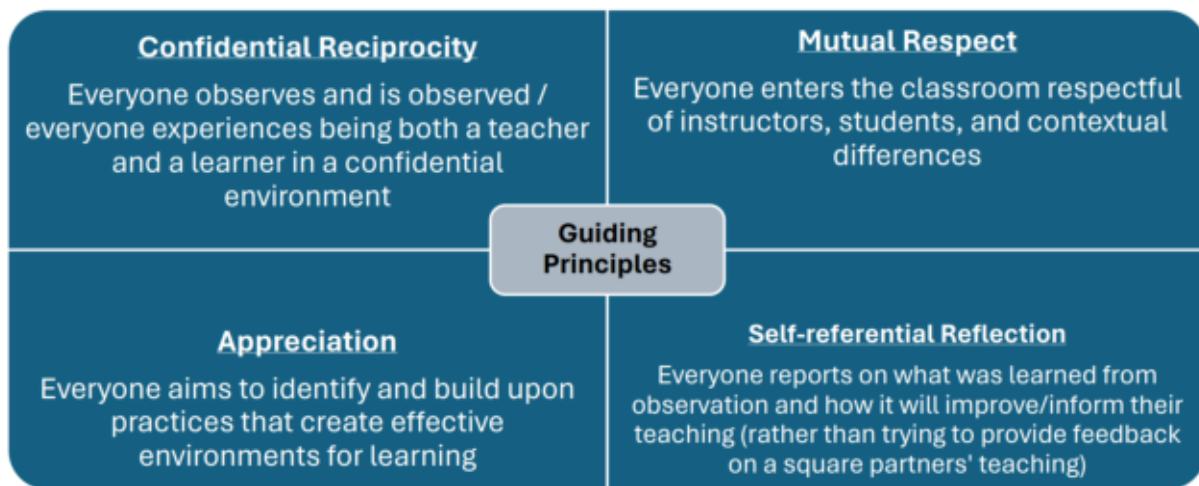 Confidential Reciprocity
Everyone observes and is observed /
everyone experiences being both a teacher
and a learner in a confidential
environment
Mutual Respect
Everyone enters the classroom respectful
of instructors, students, and contextual
differences
Guiding
Principles
Appreciation
Everyone aims to identify and build upon
practices that create effective
environments for learning
Self-referential Reflection
Everyone reports on what was learned from
observation and how it will improve/inform their
teaching (rather than trying to provide feedback
on a square partners' teaching)